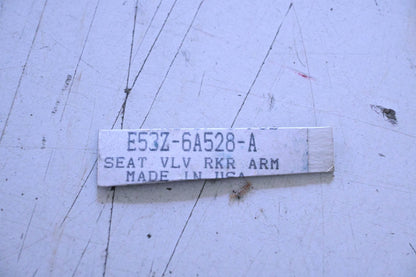 E53Z-6A528-A
SEAT VLV RKR ARM
MADE IN USA